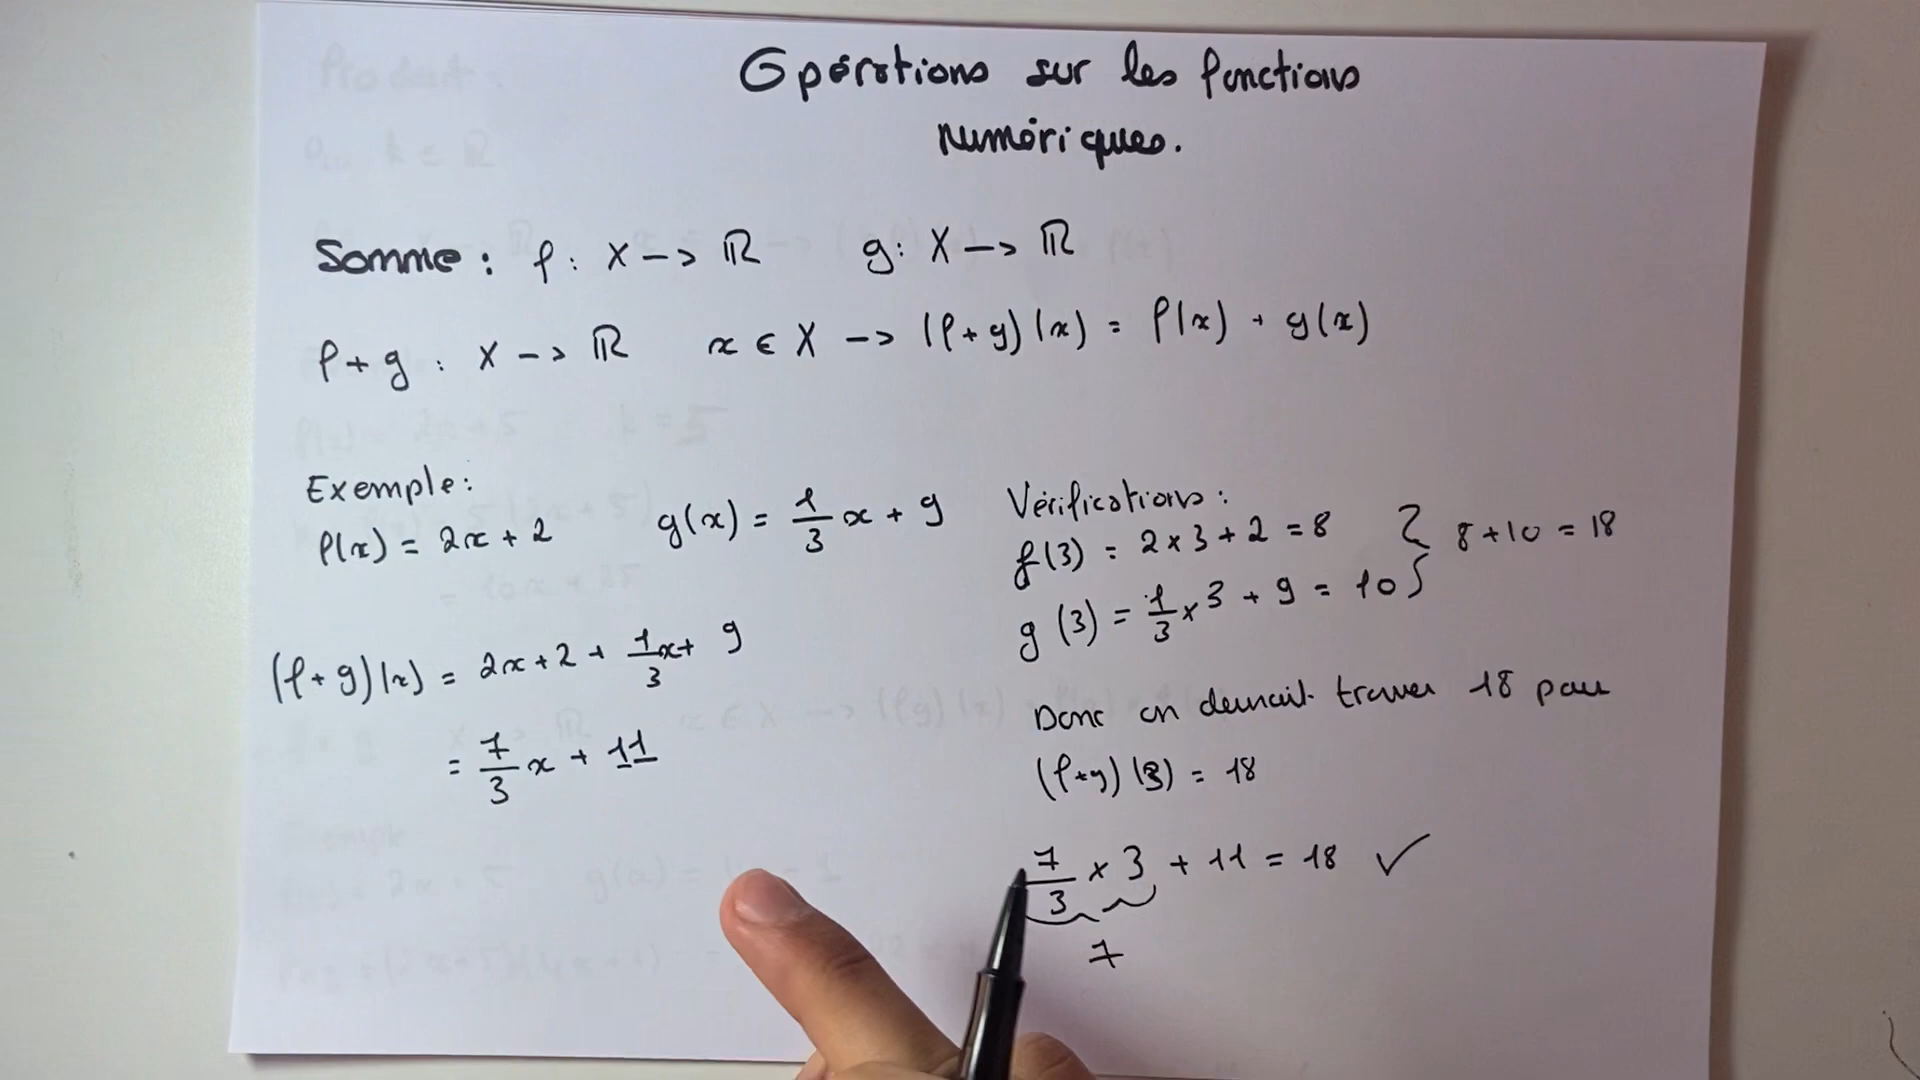 Opérations sur les fonctions
numériques.
Somme : f : X -> ℝ g : X -> ℝ
f + g : X -> ℝ x ∈ X -> (f+g)(x) = f(x) + g(x)
Exemple :
f(x) = 2x + 2 g(x) = 1/3 x + 9
(f+g)(x) = 2x + 2 + 1/3 x + 9
= 7/3 x + 11
Vérifications :
f(3) = 2 × 3 + 2 = 8 } 8 + 10 = 18
g(3) = 1/3 × 3 + 9 = 10
Donc on devrait trouver 18 pour
(f+g)(3) = 18
7/3 × 3 + 11 = 18 ✓
7